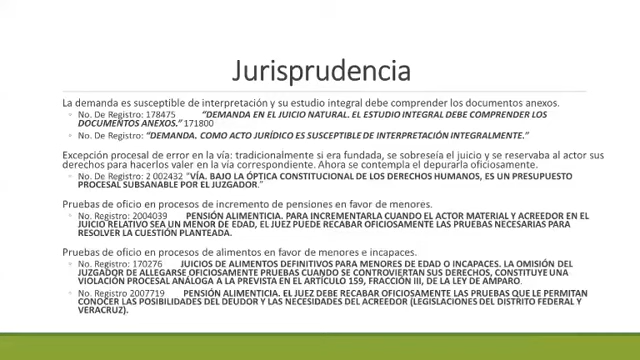 Jurisprudencia
La demanda es susceptible de interpretación y su estudio integral debe comprender los documentos anexos.
No. De Registro: 178475 “DEMANDA EN EL JUICIO NATURAL. EL ESTUDIO INTEGRAL DEBE COMPRENDER LOS
DOCUMENTOS ANEXOS.” 171800
No. De Registro: “DEMANDA. COMO ACTO JURÍDICO ES SUSCEPTIBLE DE INTERPRETACIÓN INTEGRALMENTE.”
Excepción procesal de error en la vía: tradicionalmente si era fundada, se sobreseía el juicio y se reservaba al actor sus
derechos para hacerlos valer en la vía correspondiente. Ahora se contempla el depurarla oficiosamente.
No. De Registro: 2 002432 “VÍA. BAJO LA ÓPTICA CONSTITUCIONAL DE LOS DERECHOS HUMANOS, ES UN PRESUPUESTO
PROCESAL SUBSANABLE POR EL JUZGADOR.”
Pruebas de oficio en procesos de incremento de pensiones en favor de menores.
No. Registro: 2004039 PENSIÓN ALIMENTICIA. PARA INCREMENTARLA CUANDO EL ACTOR MATERIAL Y ACREEDOR EN EL
JUICIO RELATIVO SEA UN MENOR DE EDAD, EL JUEZ PUEDE RECABAR OFICIOSAMENTE LAS PRUEBAS NECESARIAS PARA
RESOLVER LA CUESTIÓN PLANTEADA.
Pruebas de oficio en procesos de alimentos en favor de menores e incapaces.
No. Registro: 170276 JUICIOS DE ALIMENTOS DEFINITIVOS PARA MENORES DE EDAD O INCAPACES. LA OMISIÓN DEL
JUZGADOR DE ALLEGARSE OFICIOSAMENTE PRUEBAS CUANDO SE CONTROVIERTAN SUS DERECHOS, CONSTITUYE UNA
VIOLACIÓN PROCESAL ANÁLOGA A LA PREVISTA EN EL ARTÍCULO 159, FRACCIÓN III, DE LA LEY DE AMPARO.
No. Registro 2007719 PENSIÓN ALIMENTICIA. EL JUEZ DEBE RECABAR OFICIOSAMENTE LAS PRUEBAS QUE LE PERMITAN
CONOCER LAS POSIBILIDADES DEL DEUDOR Y LAS NECESIDADES DEL ACREEDOR (LEGISLACIONES DEL DISTRITO FEDERAL Y
VERACRUZ).